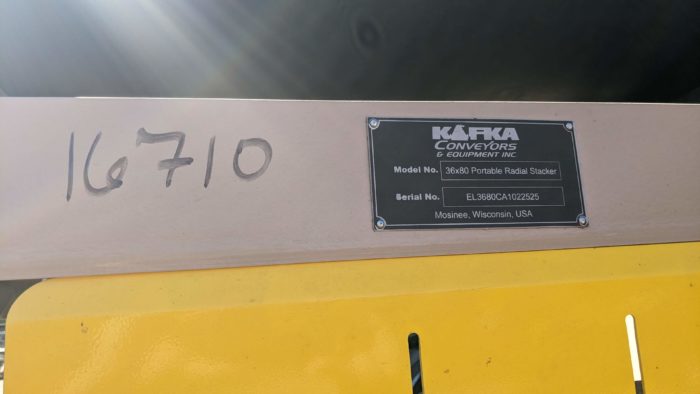 16710
KAFKA
CONVEYORS
& EQUIPMENT INC
Model No. 36x80 Portable Radial Stacker
Serial No. EL3680CA1022525
Mosinee, Wisconsin, USA